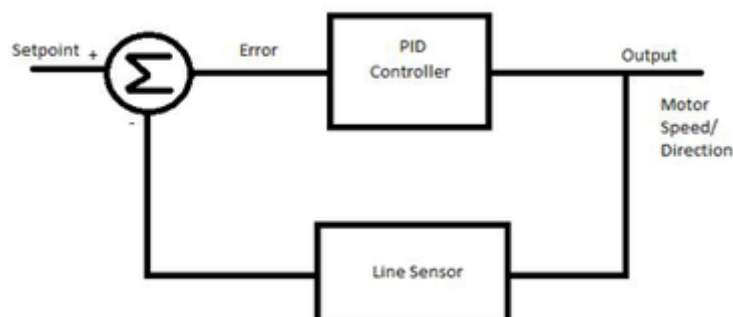 Setpoint
+
Σ
-
Error
PID
Controller
Output
Motor
Speed/
Direction
Line Sensor